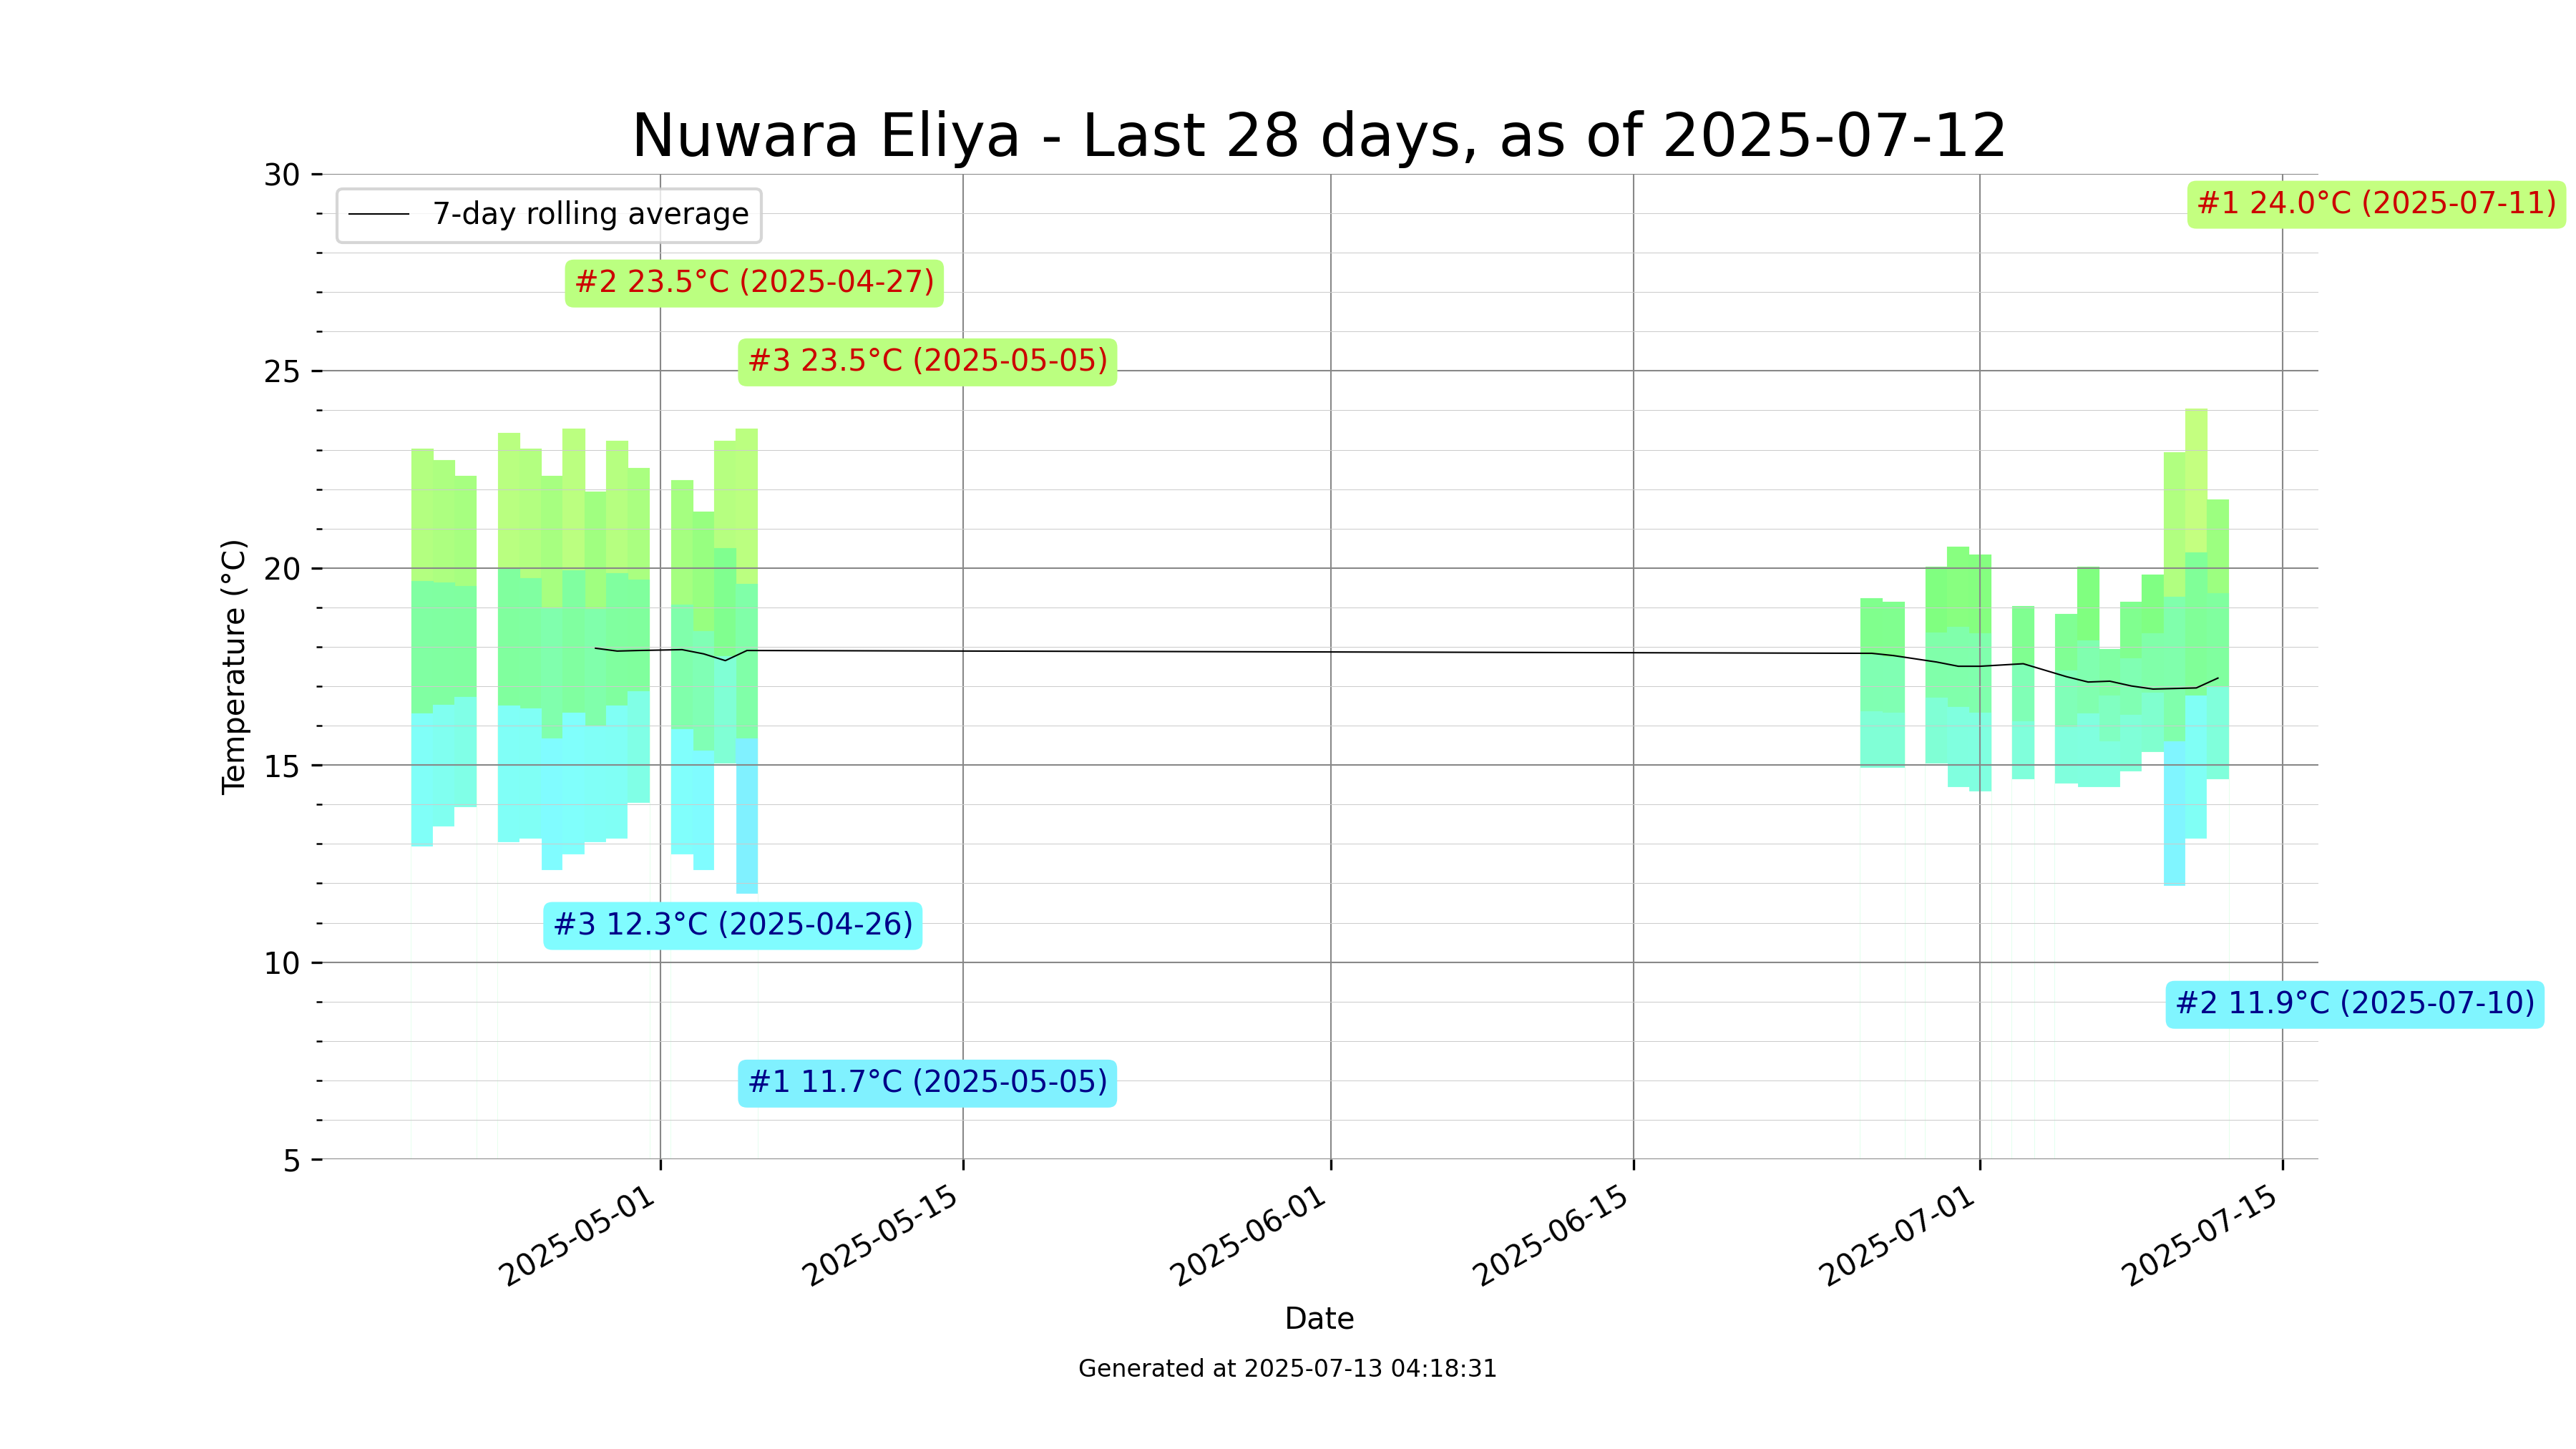 Nuwara Eliya - Last 28 days, as of 2025-07-12
7-day rolling average
#1 24.0°C (2025-07-11)
#2 23.5°C (2025-04-27)
#3 23.5°C (2025-05-05)
#3 12.3°C (2025-04-26)
#2 11.9°C (2025-07-10)
#1 11.7°C (2025-05-05)
Temperature (°C)
30
25
20
15
10
5
2025-05-01
2025-05-15
2025-06-01
2025-06-15
2025-07-01
2025-07-15
Date
Generated at 2025-07-13 04:18:31